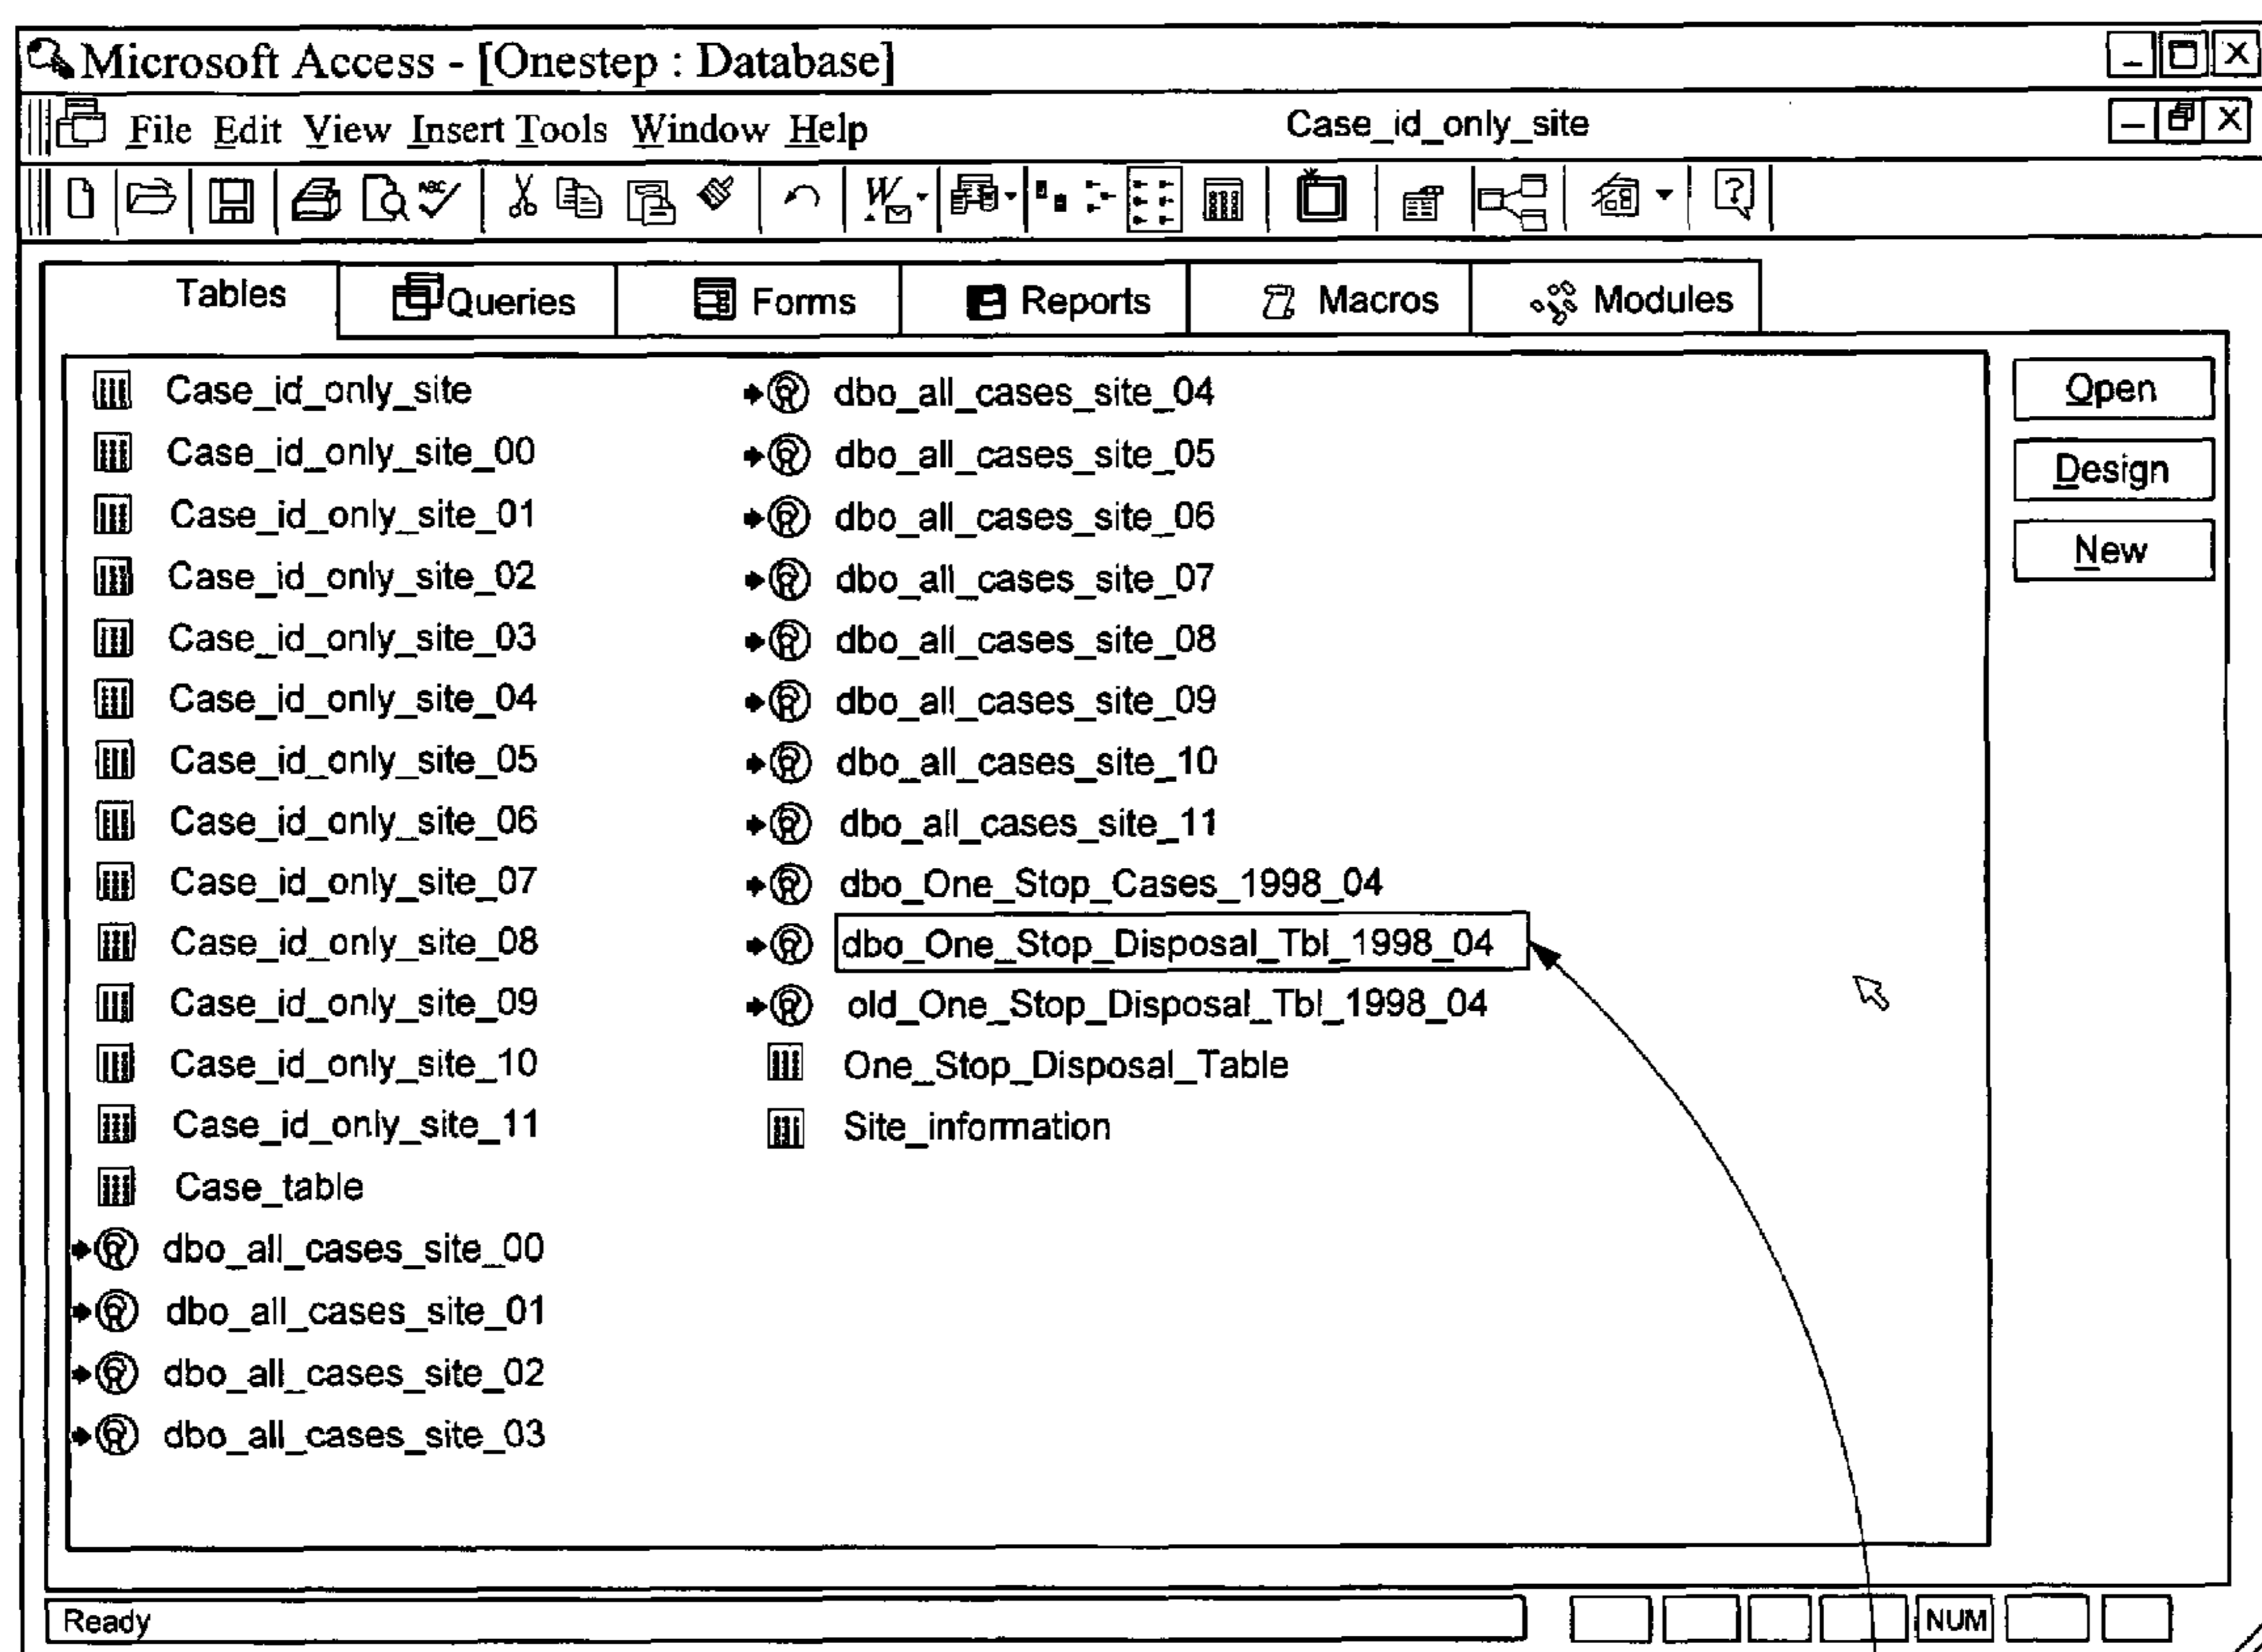 Microsoft Access - [Onestep : Database]
File Edit View Insert Tools Window Help
Case_id_only_site
ABC
W
Tables
Queries
Forms
Reports
Macros
Modules
Case_id_only_site
Case_id_only_site_00
Case_id_only_site_01
Case_id_only_site_02
Case_id_only_site_03
Case_id_only_site_04
Case_id_only_site_05
Case_id_only_site_06
Case_id_only_site_07
Case_id_only_site_08
Case_id_only_site_09
Case_id_only_site_10
Case_id_only_site_11
Case_table
dbo_all_cases_site_00
dbo_all_cases_site_01
dbo_all_cases_site_02
dbo_all_cases_site_03
dbo_all_cases_site_04
dbo_all_cases_site_05
dbo_all_cases_site_06
dbo_all_cases_site_07
dbo_all_cases_site_08
dbo_all_cases_site_09
dbo_all_cases_site_10
dbo_all_cases_site_11
dbo_One_Stop_Cases_1998_04
dbo_One_Stop_Disposal_Tbl_1998_04
old_One_Stop_Disposal_Tbl_1998_04
One_Stop_Disposal_Table
Site_information
Open
Design
New
Ready
NUM